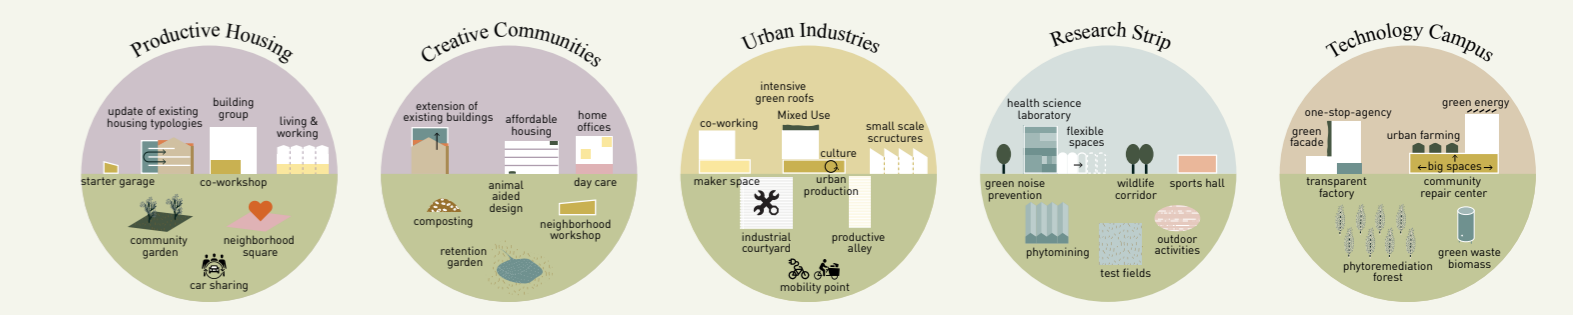 Productive Housing
update of existing
housing typologies
building
group
living &
working
starter garage
co-workshop
community
garden
neighborhood
square
car sharing
Creative Communities
extension of
existing buildings
affordable
housing
home
offices
animal
aided
design
day care
composting
neighborhood
workshop
retention
garden
Urban Industries
intensive
green roofs
co-working
Mixed Use
small scale
scructures
culture
maker space
urban
production
industrial
courtyard
productive
alley
mobility point
Research Strip
health science
laboratory
flexible
spaces
green noise
prevention
wildlife
corridor
sports hall
phytomining
test fields
outdoor
activities
Technology Campus
one-stop-agency
green energy
green
facade
urban farming
←big spaces→
transparent
factory
community
repair center
phytoremediation
forest
green waste
biomass